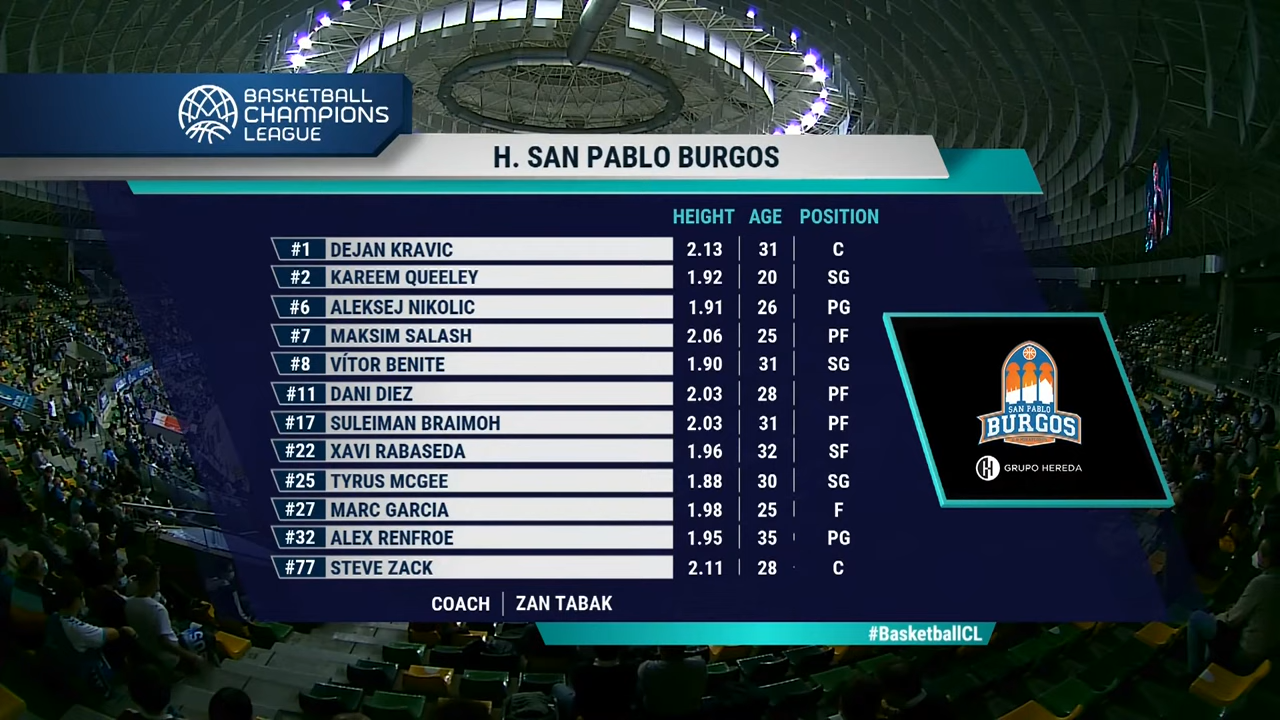 BASKETBALL
CHAMPIONS
LEAGUE
H. SAN PABLO BURGOS
HEIGHT AGE POSITION
#1 DEJAN KRAVIC 2.13 31 C
#2 KAREEM QUEELEY 1.92 20 SG
#6 ALEKSEJ NIKOLIC 1.91 26 PG
#7 MAKSIM SALASH 2.06 25 PF
#8 VÍTOR BENITE 1.90 31 SG
#11 DANI DIEZ 2.03 28 PF
#17 SULEIMAN BRAIMOH 2.03 31 PF
#22 XAVI RABASEDA 1.96 32 SF
#25 TYRUS MCGEE 1.88 30 SG
#27 MARC GARCIA 1.98 25 F
#32 ALEX RENFROE 1.95 35 PG
#77 STEVE ZACK 2.11 28 C
COACH ZAN TABAK
SAN PABLO
BURGOS
H GRUPO HEREDA
#BasketballCL